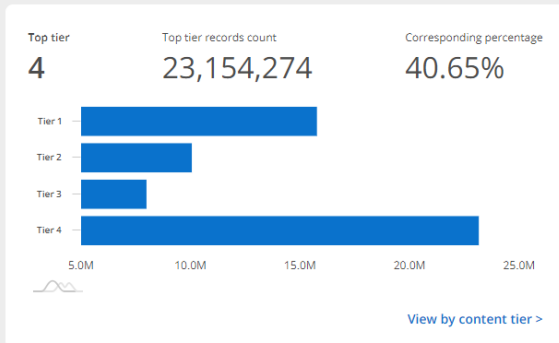 Top tier Top tier records count Corresponding percentage
4 23,154,274 40.65%
Tier 1
Tier 2
Tier 3
Tier 4
5.0M 10.0M 15.0M 20.0M 25.0M
View by content tier >